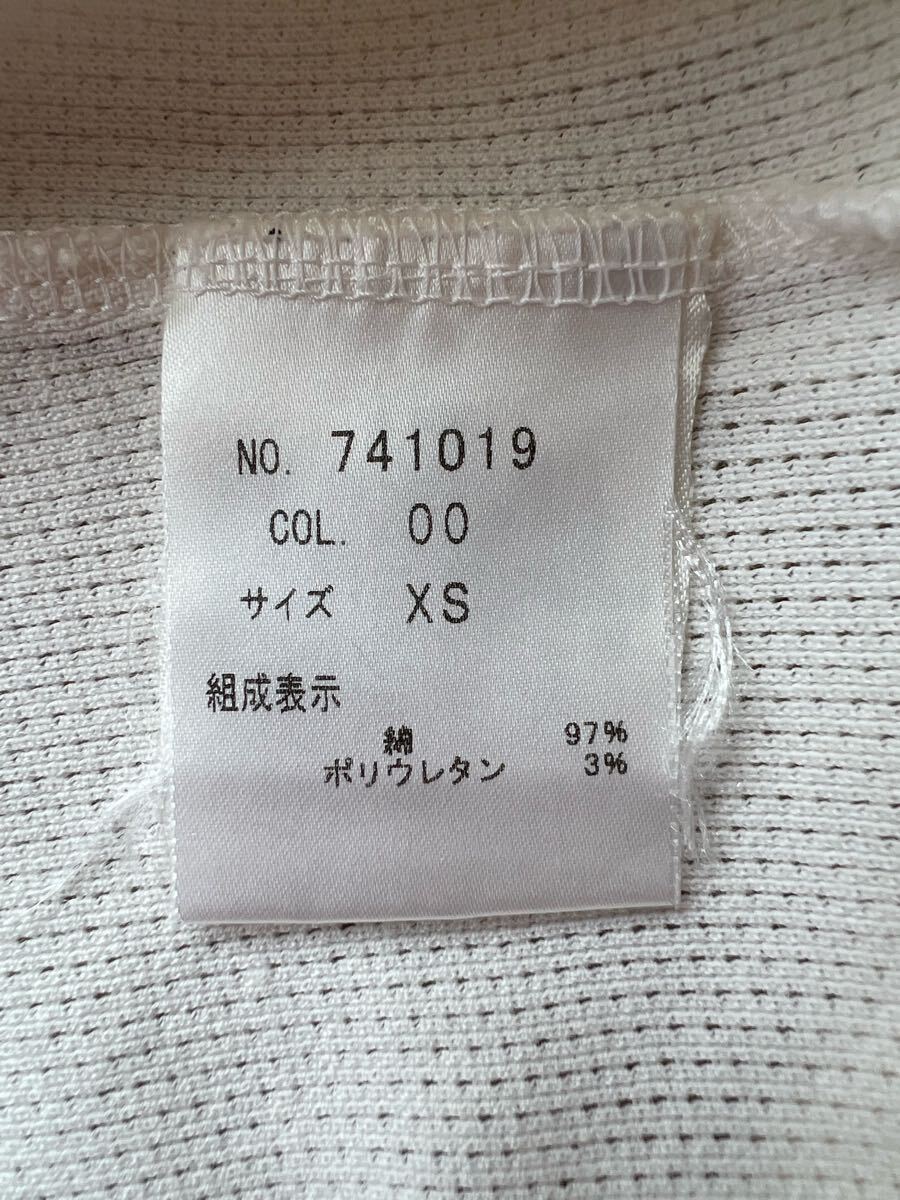 NO. 741019
COL. 00
サイズ XS
組成表示
綿 97%
ポリウレタン 3%